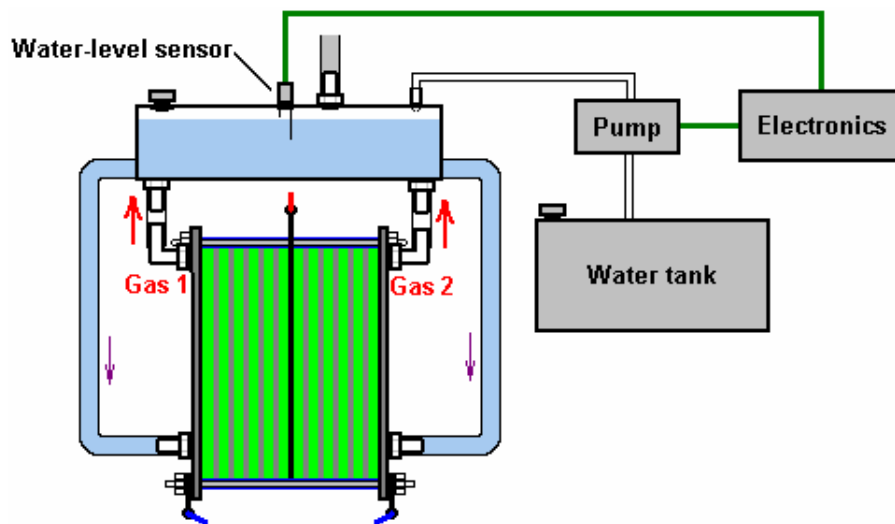 Water-level
sensor
Pump
Electronics
Gas 1
Gas 2
Water tank